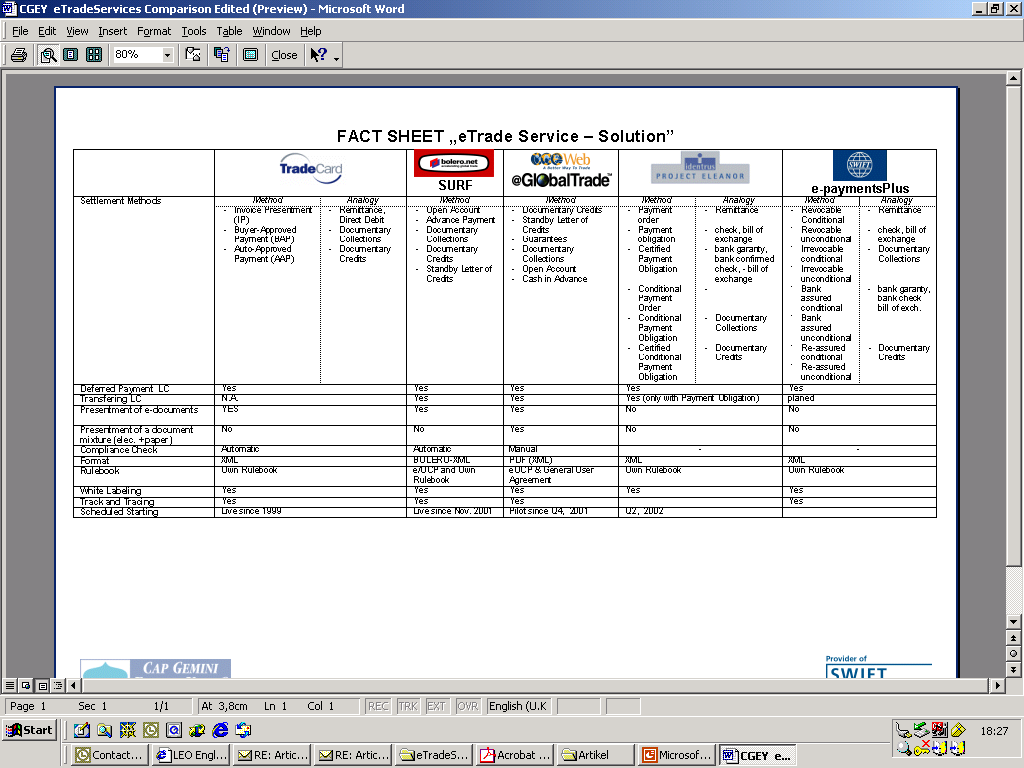 CGEY eTradeServices Comparison Edited (Preview) - Microsoft Word
File Edit View Insert Format Tools Table Window Help
80% Close
FACT SHEET „eTrade Service – Solution”
TradeCard
bolero.net
SURF
Web
A Better Way To Trade
@GlobalTrade™
identrus
PROJECT ELEANOR
SWIFT
e-paymentsPlus
Settlement Methods
Method
- Invoice Presentment
(IP)
- Buyer-Approved
Payment (BAP)
- Auto-Approved
Payment (AAP)
Analogy
- Remittance,
Direct Debit
- Documentary
Collections
- Documentary
Credits
Method
- Open Account
- Advance Payment
- Documentary
Collections
- Documentary
Credits
- Standby Letter of
Credits
Method
- Documentary Credits
- Standby Letter of
Credits
- Guarantees
- Documentary
Collections
- Open Account
- Cash in Advance
Method
- Payment
order
- Payment
obligation
- Certified
Payment
Obligation
- Conditional
Payment
Order
- Conditional
Payment
Obligation
- Certified
Conditional
Payment
Obligation
Analogy
- Remittance
- check, bill of
exchange
- bank garanty,
bank confirmed
check, - bill of
exchange
-
- Documentary
Collections
- Documentary
Credits
Method
Revocable
Conditional
Revocable
unconditional
Irrevocable
conditional
Irrevocable
unconditional
Bank
assured
conditional
Bank
assured
unconditional
Re-assured
conditional
Re-assured
unconditional
Analogy
- Remittance
- check, bill of
exchange
- Documentary
Collections
- bank garanty,
bank check
bill of exch.
- Documentary
Credits
Deferred Payment LC Yes Yes Yes Yes Yes
Transfering LC N.A. Yes Yes Yes (only with Payment Obligation) planed
Presentment of e-documents YES Yes Yes No No
Presentment of a document
mixture (elec. +paper) No No Yes No No
Compliance Check Automatic Automatic Manual - -
Format XML BOLERO-XML PDF (XML) XML XML
Rulebook Own Rulebook e/UCP and Own
Rulebook eUCP & General User
Agreement Own Rulebook Own Rulebook
White Labeling Yes Yes Yes Yes Yes
Track and Tracing Yes Yes Yes Yes
Scheduled Starting Live since 1999 Live since Nov. 2001 Pilot since Q4, 2001 Q2, 2002
CAP GEMINI
Provider of
SWIFT
Page 1 Sec 1 1/1 At 3,8cm Ln 1 Col 1 REC TRK EXT OVR English (U.K
Start 18:27
Contact... LEO Engl... RE: Artic... RE: Artic... eTradeS... Acrobat ... Artikel Microsof... CGEY e...